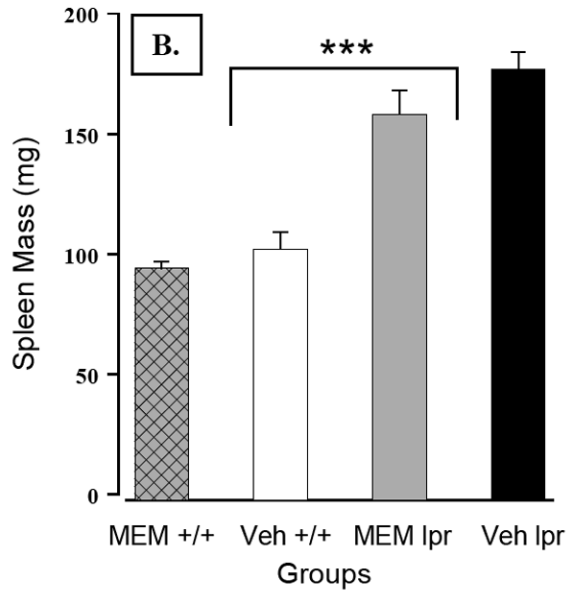 B.
***
200
150
100
50
0
Spleen Mass (mg)
MEM +/+ Veh +/+ MEM lpr Veh lpr
Groups